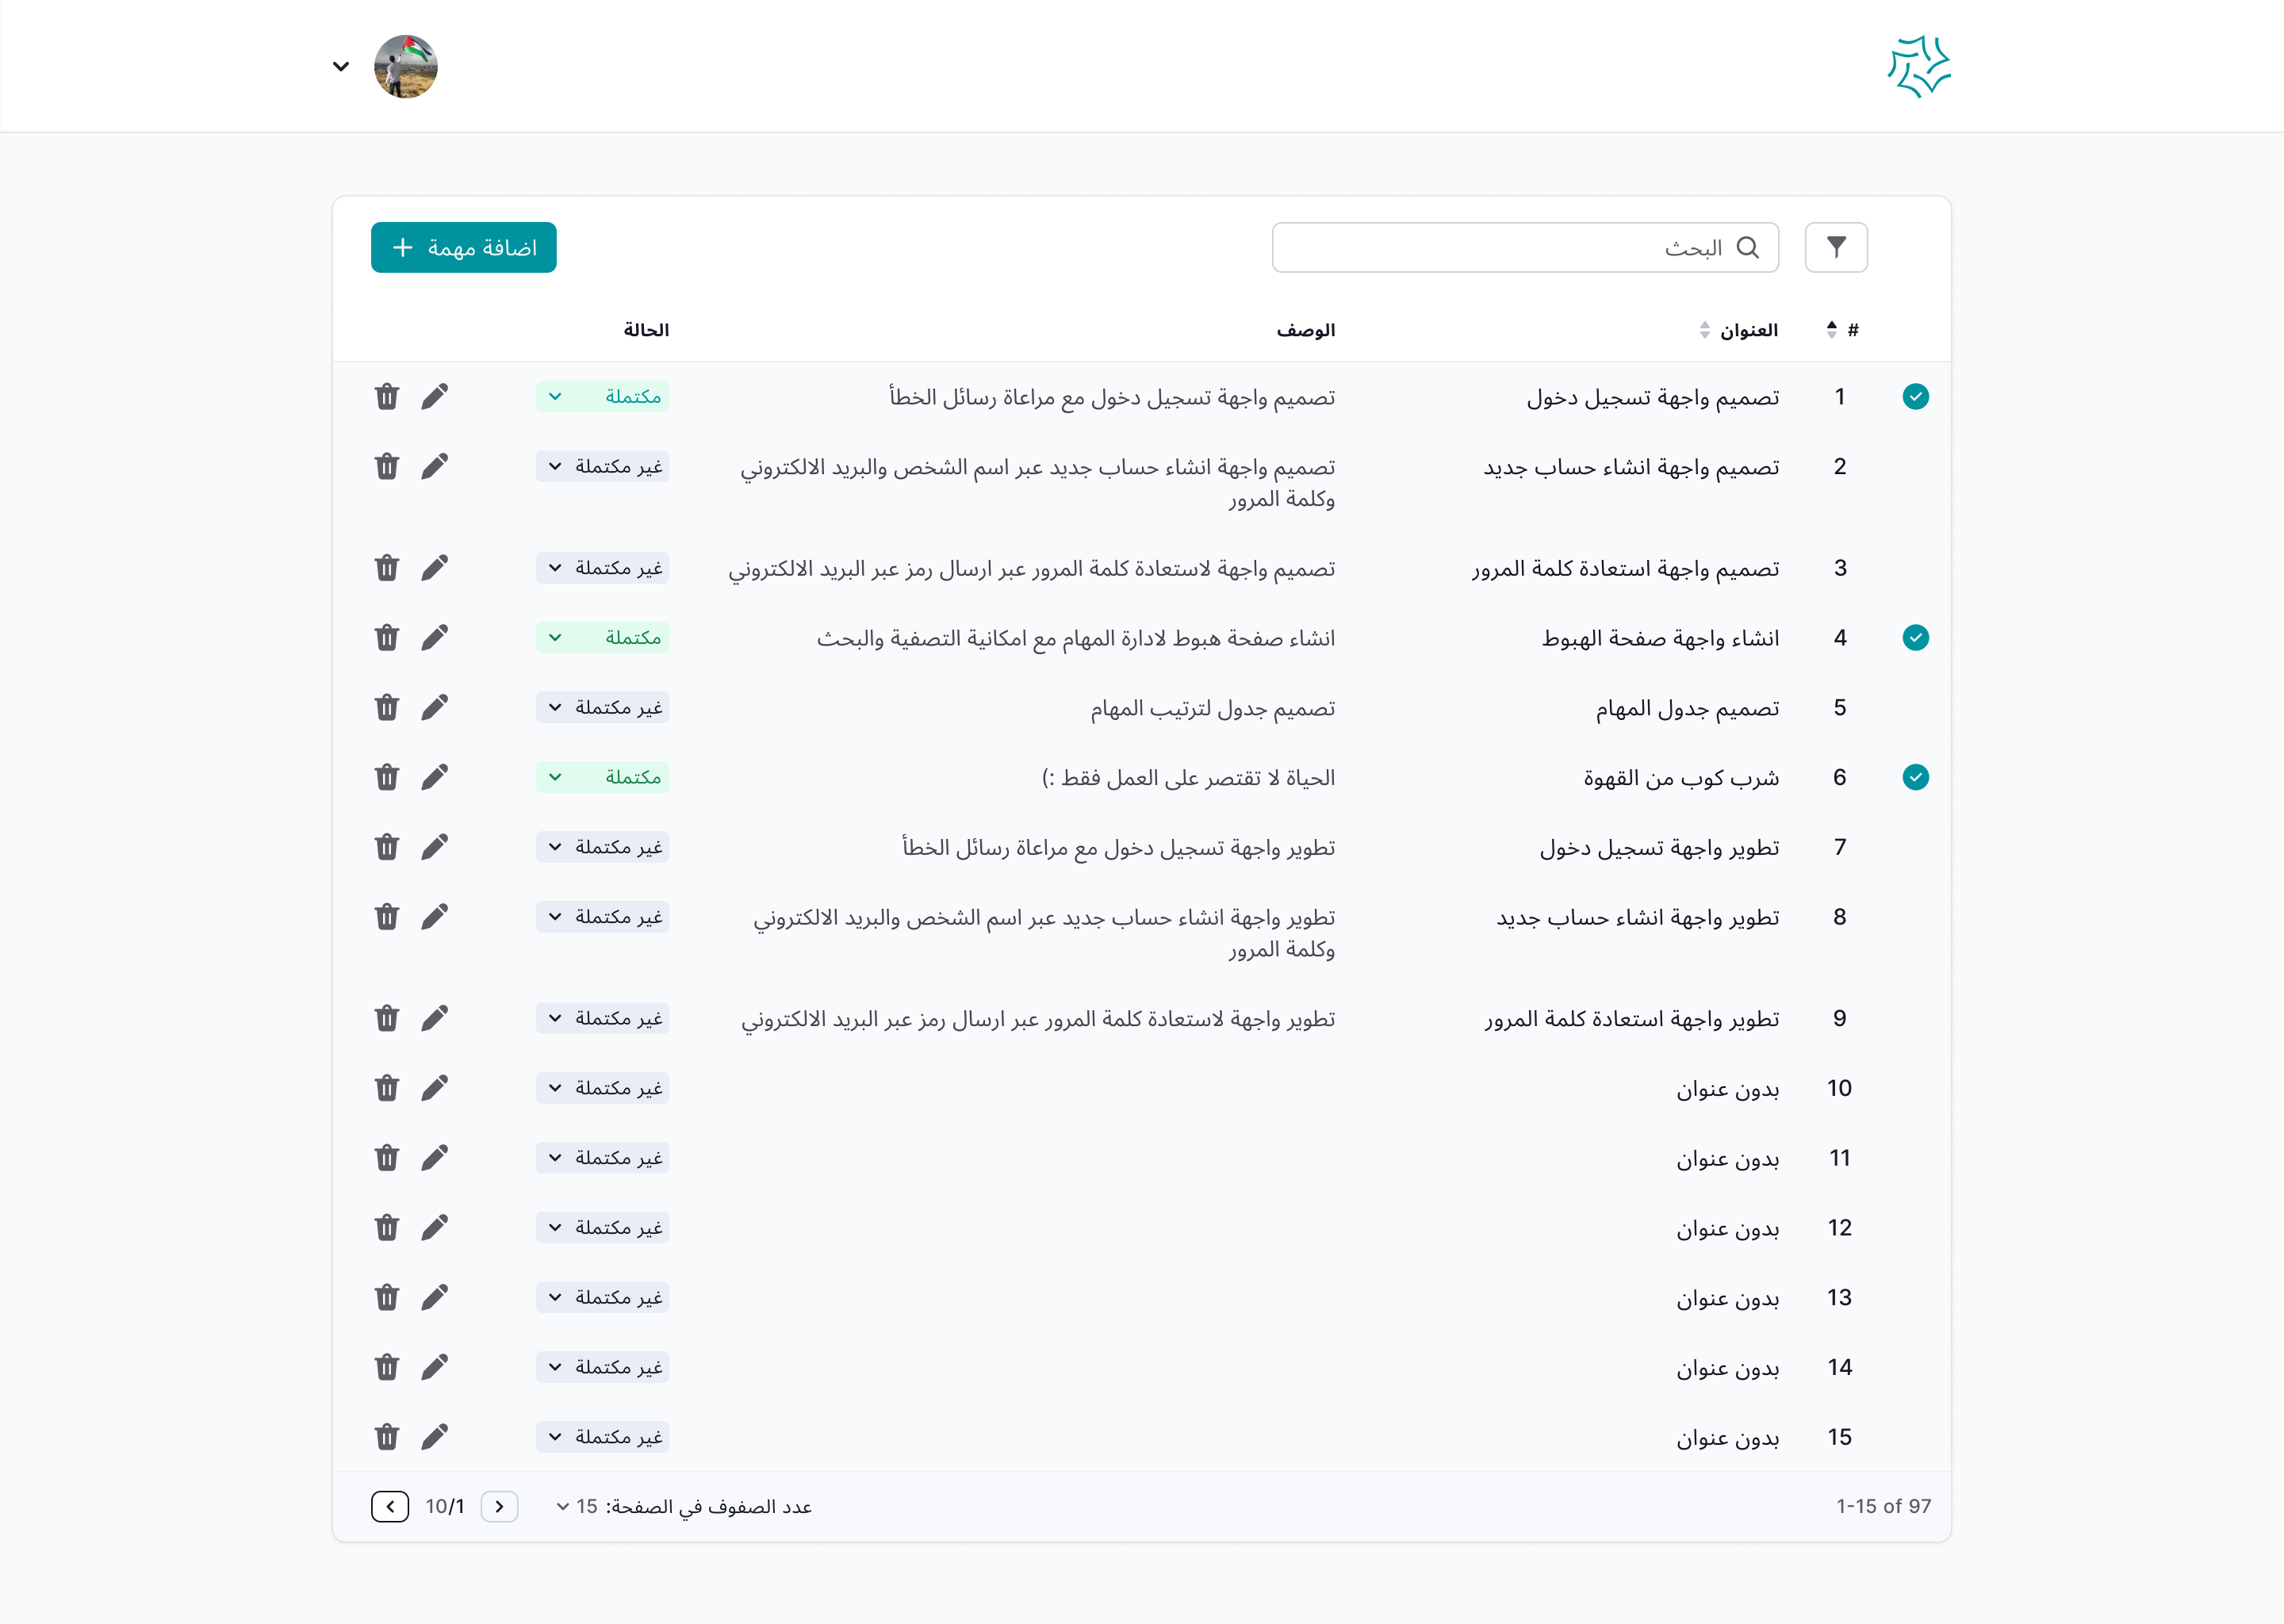 البحث
اضافة مهمة
# العنوان الوصف الحالة
1 تصميم واجهة تسجيل دخول تصميم واجهة تسجيل دخول مع مراعاة رسائل الخطأ مكتملة
2 تصميم واجهة انشاء حساب جديد تصميم واجهة انشاء حساب جديد عبر اسم الشخص والبريد الالكتروني غير مكتملة
وكلمة المرور
3 تصميم واجهة استعادة كلمة المرور تصميم واجهة لاستعادة كلمة المرور عبر ارسال رمز عبر البريد الالكتروني غير مكتملة
4 انشاء واجهة صفحة الهبوط انشاء صفحة هبوط لادارة المهام مع امكانية التصفية والبحث مكتملة
5 تصميم جدول المهام تصميم جدول لترتيب المهام غير مكتملة
6 شرب كوب من القهوة الحياة لا تقتصر على العمل فقط :) مكتملة
7 تطوير واجهة تسجيل دخول تطوير واجهة تسجيل دخول مع مراعاة رسائل الخطأ غير مكتملة
8 تطوير واجهة انشاء حساب جديد تطوير واجهة انشاء حساب جديد عبر اسم الشخص والبريد الالكتروني غير مكتملة
وكلمة المرور
9 تطوير واجهة استعادة كلمة المرور تطوير واجهة لاستعادة كلمة المرور عبر ارسال رمز عبر البريد الالكتروني غير مكتملة
10 بدون عنوان غير مكتملة
11 بدون عنوان غير مكتملة
12 بدون عنوان غير مكتملة
13 بدون عنوان غير مكتملة
14 بدون عنوان غير مكتملة
15 بدون عنوان غير مكتملة
1-15 of 97
عدد الصفوف في الصفحة: 15
10/1